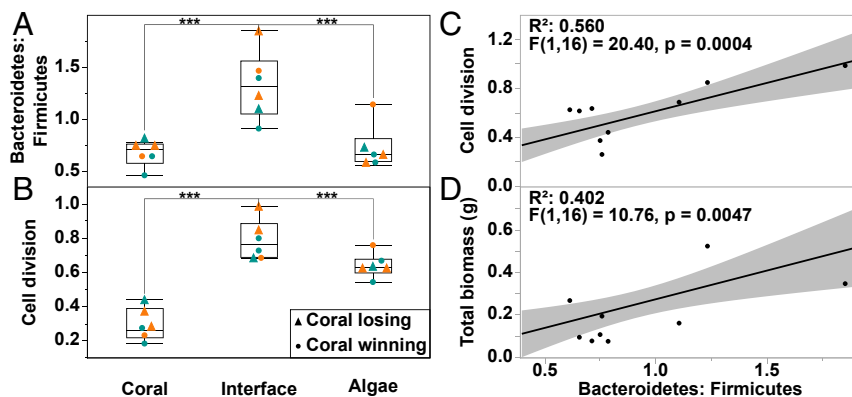 A
*** ***
Bacteroidetes:
Firmicutes
1.5
1.0
0.5
B
*** ***
Cell division
1.0
0.8
0.6
0.4
0.2
Coral losing
Coral winning
Coral Interface Algae
C
R²: 0.560
F(1,16) = 20.40, p = 0.0004
Cell division
1.2
0.8
0.4
0.0
D
R²: 0.402
F(1,16) = 10.76, p = 0.0047
Total biomass (g)
0.6
0.4
0.2
0.0
0.5 1.0 1.5
Bacteroidetes: Firmicutes